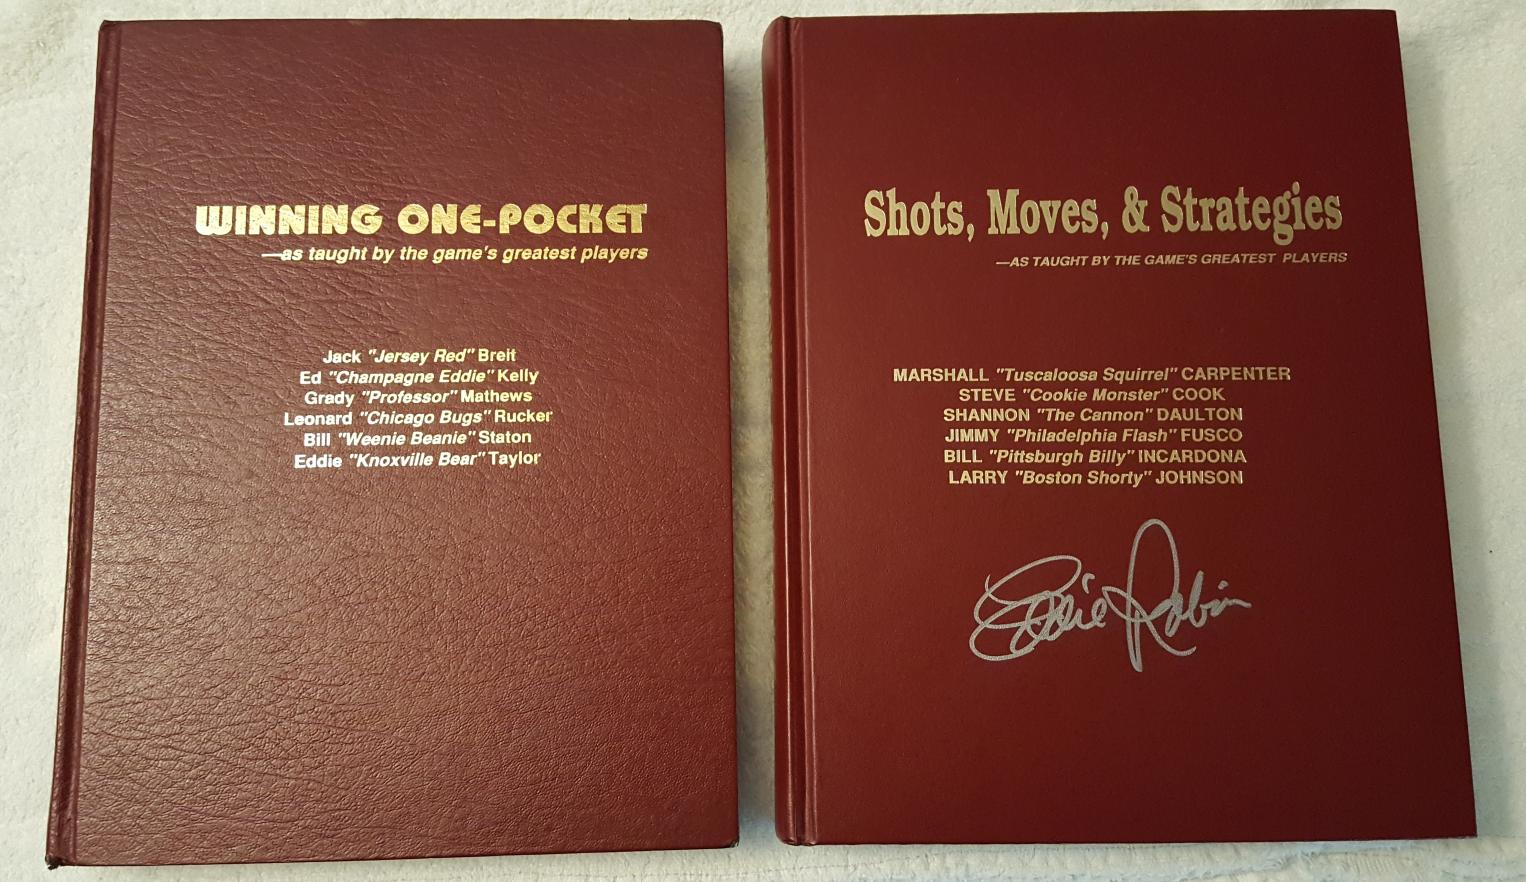 WINNING ONE-POCKET
—as taught by the game's greatest players
Jack "Jersey Red" Breit
Ed "Champagne Eddie" Kelly
Grady "Professor" Mathews
Leonard "Chicago Bugs" Rucker
Bill "Weenie Beanie" Staton
Eddie "Knoxville Bear" Taylor
Shots, Moves, & Strategies
—AS TAUGHT BY THE GAME'S GREATEST PLAYERS
MARSHALL "Tuscaloosa Squirrel" CARPENTER
STEVE "Cookie Monster" COOK
SHANNON "The Cannon" DAULTON
JIMMY "Philadelphia Flash" FUSCO
BILL "Pittsburgh Billy" INCARDONA
LARRY "Boston Shorty" JOHNSON
Eddie Robin